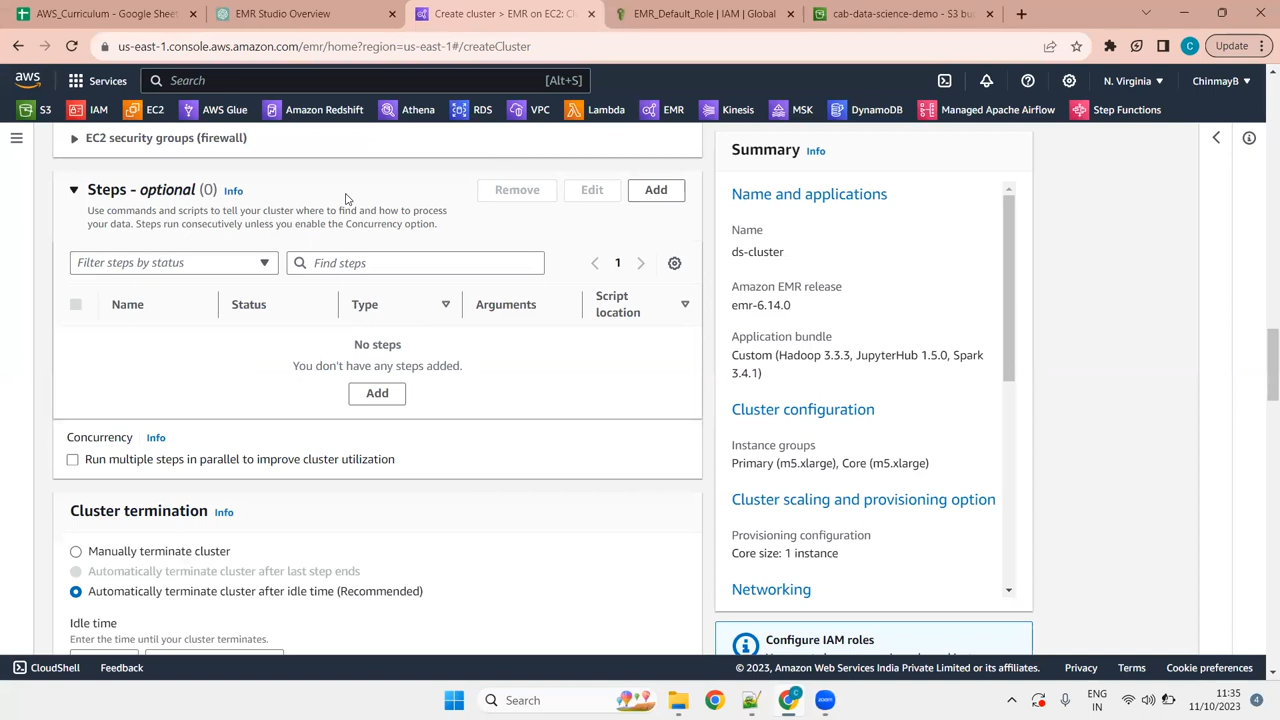 AWS_Curriculum - Google Sheet
EMR Studio Overview
Create cluster > EMR on EC2: Cl
EMR_Default_Role | IAM | Global
cab-data-science-demo - S3 buc
us-east-1.console.aws.amazon.com/emr/home?region=us-east-1#/createCluster
C
Update
aws
Services
Search
[Alt+S]
N. Virginia
ChinmayB
S3
IAM
EC2
AWS Glue
Amazon Redshift
Athena
RDS
VPC
Lambda
EMR
Kinesis
MSK
DynamoDB
Managed Apache Airflow
Step Functions
EC2 security groups (firewall)
Steps - optional (0) Info
Remove
Edit
Add
Use commands and scripts to tell your cluster where to find and how to process
your data. Steps run consecutively unless you enable the Concurrency option.
Filter steps by status
Find steps
1
Name
Status
Type
Arguments
Script
location
No steps
You don't have any steps added.
Add
Concurrency Info
Run multiple steps in parallel to improve cluster utilization
Cluster termination Info
Manually terminate cluster
Automatically terminate cluster after last step ends
Automatically terminate cluster after idle time (Recommended)
Idle time
Enter the time until your cluster terminates.
Summary Info
Name and applications
Name
ds-cluster
Amazon EMR release
emr-6.14.0
Application bundle
Custom (Hadoop 3.3.3, JupyterHub 1.5.0, Spark
3.4.1)
Cluster configuration
Instance groups
Primary (m5.xlarge), Core (m5.xlarge)
Cluster scaling and provisioning option
Provisioning configuration
Core size: 1 instance
Networking
Configure IAM roles
CloudShell
Feedback
© 2023, Amazon Web Services India Private Limited or its affiliates.
Privacy
Terms
Cookie preferences
Search
C
zoom
ENG
IN
11:35
11/10/2023
4